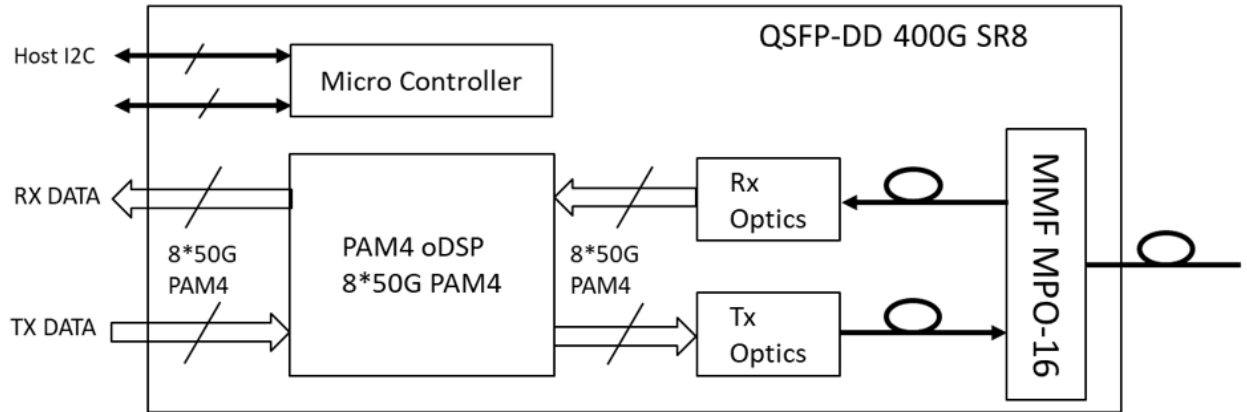 QSFP-DD 400G SR8
Host I2C
Micro Controller
RX DATA
8*50G
PAM4
TX DATA
PAM4 oDSP
8*50G PAM4
8*50G
PAM4
Rx
Optics
Tx
Optics
MMF MPO-16